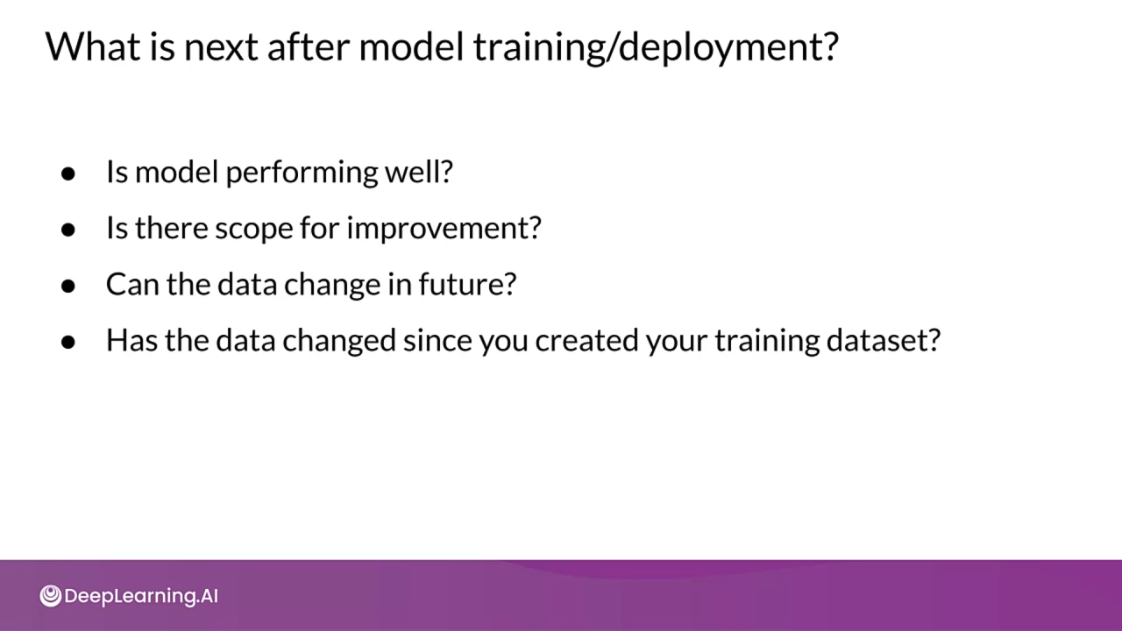 What is next after model training/deployment?
● Is model performing well?
● Is there scope for improvement?
● Can the data change in future?
● Has the data changed since you created your training dataset?
DeepLearning.AI